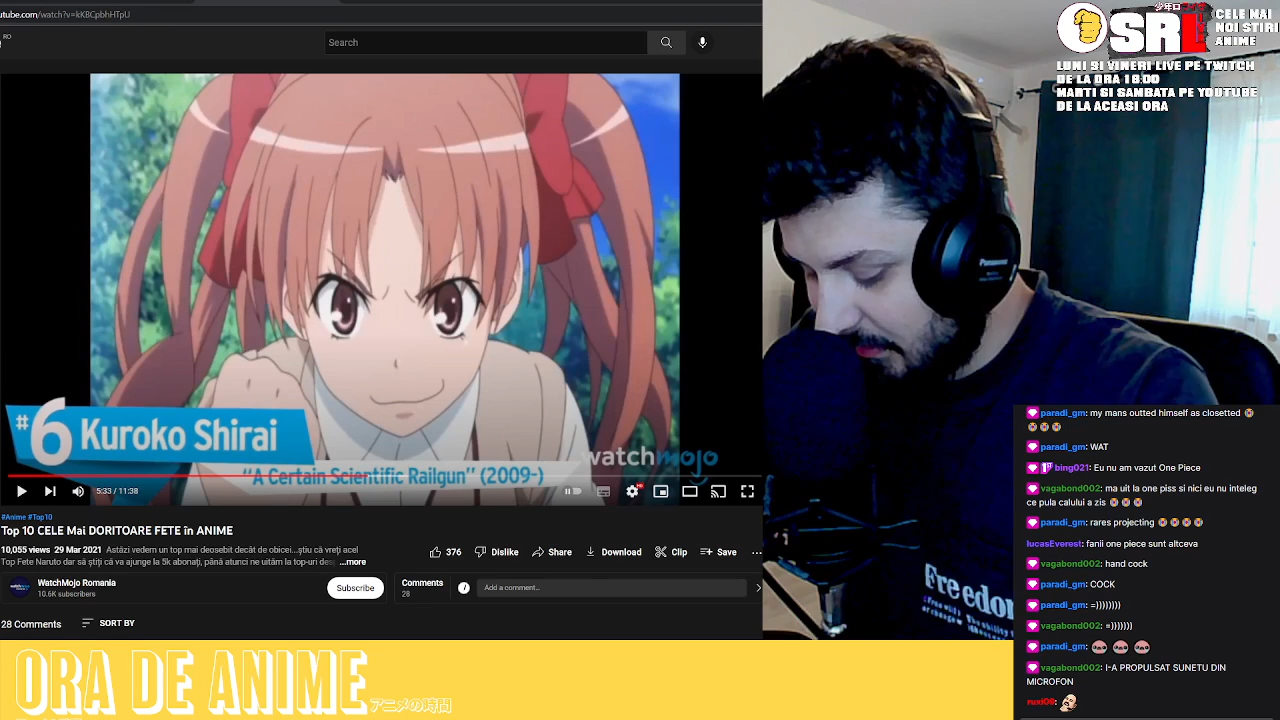 utube.com/watch?v=kKBCpbhHTpU
RO
Search
#6 Kuroko Shirai
"A Certain Scientific Railgun" (2009-)
watchmojo
5:33 / 11:38
#Anime #Top10
Top 10 CELE Mai DORITOARE FETE în ANIME
10,055 views 29 Mar 2021 Astăzi vedem un top mai deosebit decât de obicei...știu că vreți acel
Top Fete Naruto dar să știți că va ajunge la 5k abonați, până atunci ne uităm la top-uri desp ...more
376 Dislike Share Download Clip Save ...
WatchMojo Romania
10.6K subscribers
Subscribe
Comments
28
Add a comment...
28 Comments SORT BY
ORA DE ANIME
アニメの時間
SRL
CELE MAI
NOI STIRI
ANIME
LUNI SI VINERI LIVE PE TWITCH
DE LA ORA 18:00
MARTI SI SAMBATA PE YOUTUBE
DE LA ACEASI ORA
Panasonic
Freedom
paradi_gm: my mans outted himself as closetted
paradi_gm: WAT
bing021: Eu nu am vazut One Piece
vagabond002: ma uit la one piss si nici eu nu inteleg
ce pula calului a zis
paradi_gm: rares projecting
lucasEverest: fanii one piece sunt altceva
vagabond002: hand cock
paradi_gm: COCK
paradi_gm: =))))))))
vagabond002: =)))))))
paradi_gm:
vagabond002: I-A PROPULSAT SUNETU DIN
MICROFON